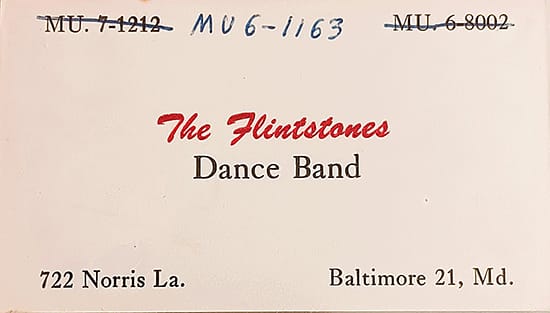 MU. 7-1212 MU6-1163 MU. 6-8002
The Flintstones
Dance Band
722 Norris La. Baltimore 21, Md.